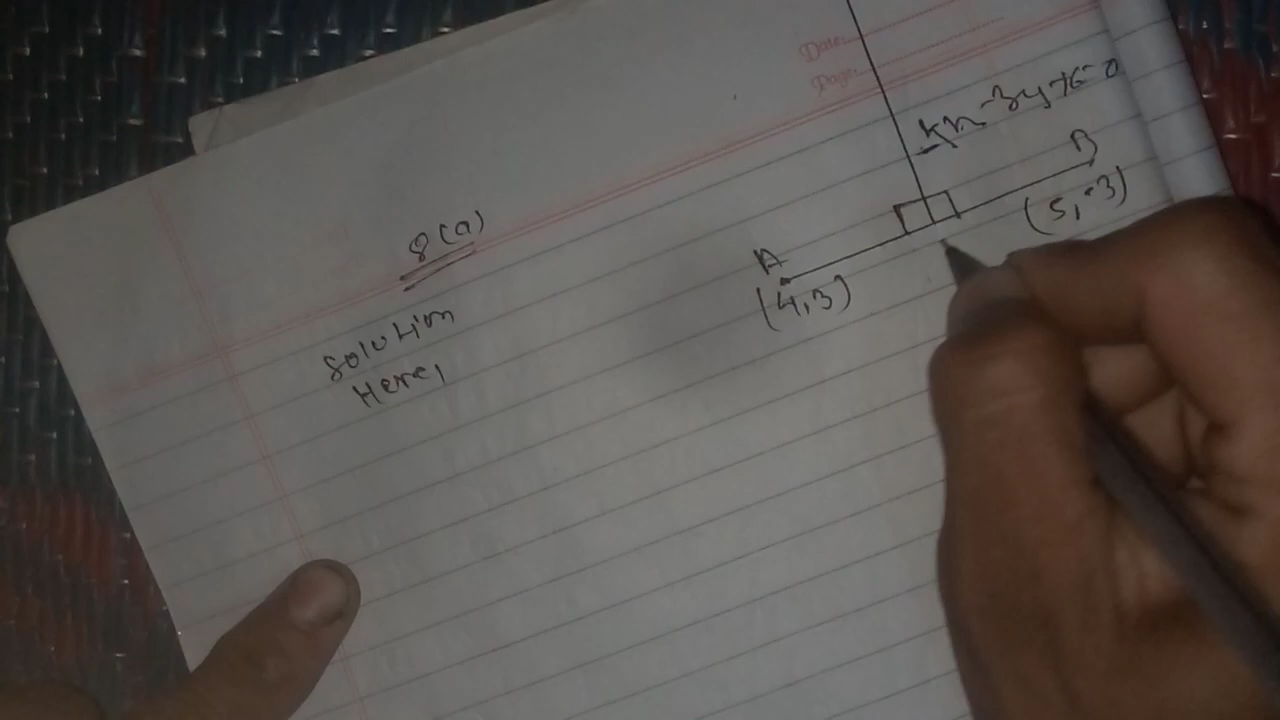 Date:
Page:
kx-3y+6=0
B
(5,-3)
8(a)
A
(4,3)
Solution
Here,